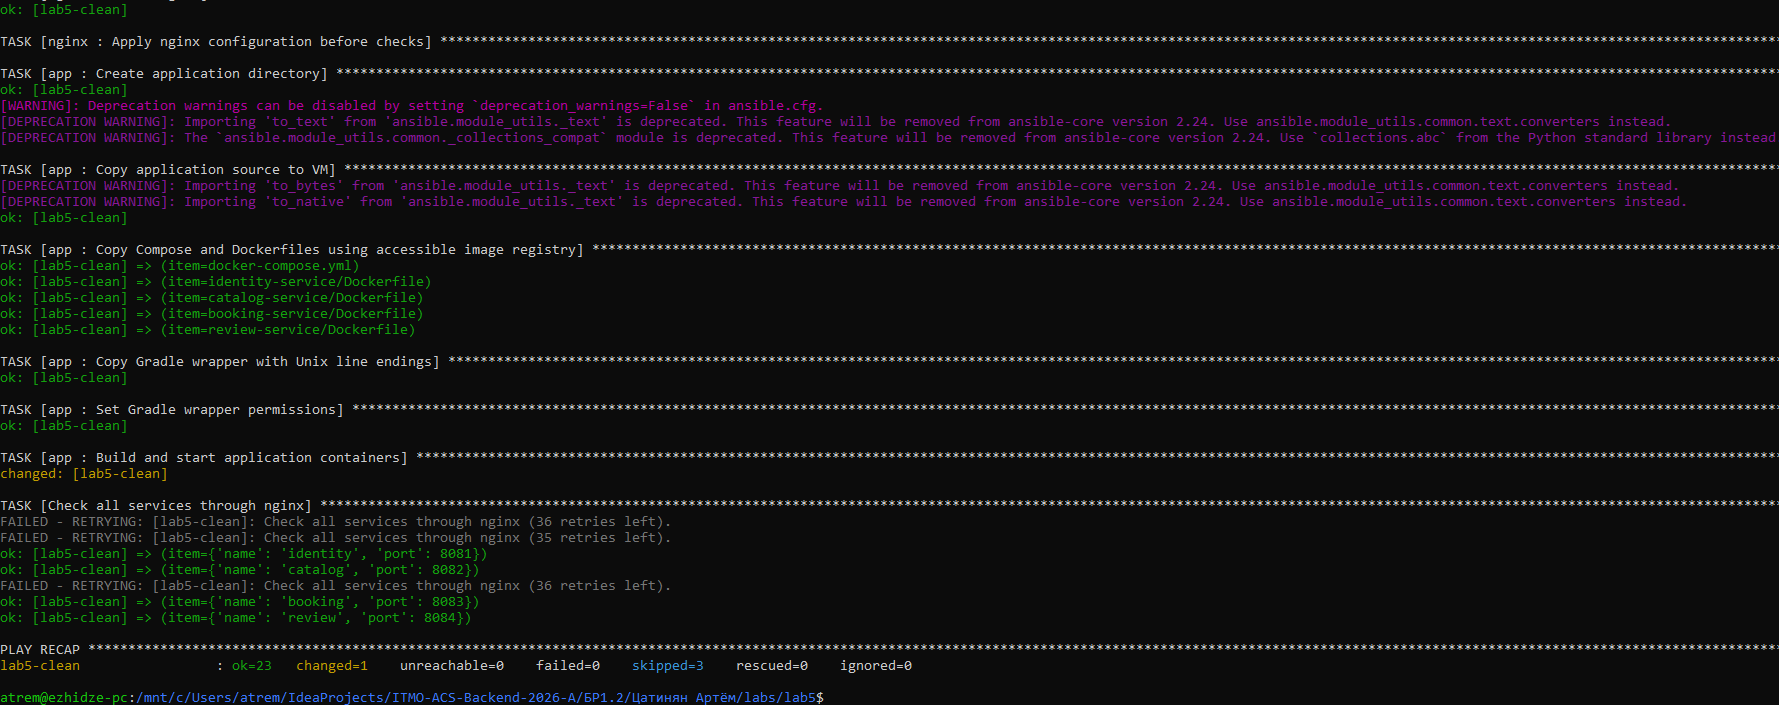 ok: [lab5-clean]
TASK [nginx : Apply nginx configuration before checks] ************************************************************************************************************************************************************************
TASK [app : Create application directory] *************************************************************************************************************************************************************************************
ok: [lab5-clean]
[WARNING]: Deprecation warnings can be disabled by setting `deprecation_warnings=False` in ansible.cfg.
[DEPRECATION WARNING]: Importing 'to_text' from 'ansible.module_utils._text' is deprecated. This feature will be removed from ansible-core version 2.24. Use ansible.module_utils.common.text.converters instead.
[DEPRECATION WARNING]: The `ansible.module_utils.common._collections_compat` module is deprecated. This feature will be removed from ansible-core version 2.24. Use `collections.abc` from the Python standard library instead
TASK [app : Copy application source to VM] ************************************************************************************************************************************************************************************
[DEPRECATION WARNING]: Importing 'to_bytes' from 'ansible.module_utils._text' is deprecated. This feature will be removed from ansible-core version 2.24. Use ansible.module_utils.common.text.converters instead.
[DEPRECATION WARNING]: Importing 'to_native' from 'ansible.module_utils._text' is deprecated. This feature will be removed from ansible-core version 2.24. Use ansible.module_utils.common.text.converters instead.
ok: [lab5-clean]
TASK [app : Copy Compose and Dockerfiles using accessible image registry] *****************************************************************************************************************************************************
ok: [lab5-clean] => (item=docker-compose.yml)
ok: [lab5-clean] => (item=identity-service/Dockerfile)
ok: [lab5-clean] => (item=catalog-service/Dockerfile)
ok: [lab5-clean] => (item=booking-service/Dockerfile)
ok: [lab5-clean] => (item=review-service/Dockerfile)
TASK [app : Copy Gradle wrapper with Unix line endings] ***********************************************************************************************************************************************************************
ok: [lab5-clean]
TASK [app : Set Gradle wrapper permissions] ***********************************************************************************************************************************************************************************
ok: [lab5-clean]
TASK [app : Build and start application containers] ***************************************************************************************************************************************************************************
changed: [lab5-clean]
TASK [Check all services through nginx] ***************************************************************************************************************************************************************************************
FAILED - RETRYING: [lab5-clean]: Check all services through nginx (36 retries left).
FAILED - RETRYING: [lab5-clean]: Check all services through nginx (35 retries left).
ok: [lab5-clean] => (item={'name': 'identity', 'port': 8081})
ok: [lab5-clean] => (item={'name': 'catalog', 'port': 8082})
FAILED - RETRYING: [lab5-clean]: Check all services through nginx (36 retries left).
ok: [lab5-clean] => (item={'name': 'booking', 'port': 8083})
ok: [lab5-clean] => (item={'name': 'review', 'port': 8084})
PLAY RECAP ********************************************************************************************************************************************************************************************************************
lab5-clean                 : ok=23   changed=1    unreachable=0    failed=0    skipped=3    rescued=0    ignored=0
atrem@ezhidze-pc:/mnt/c/Users/atrem/IdeaProjects/ITMO-ACS-Backend-2026-A/БР1.2/Цатинян Артём/labs/lab5$